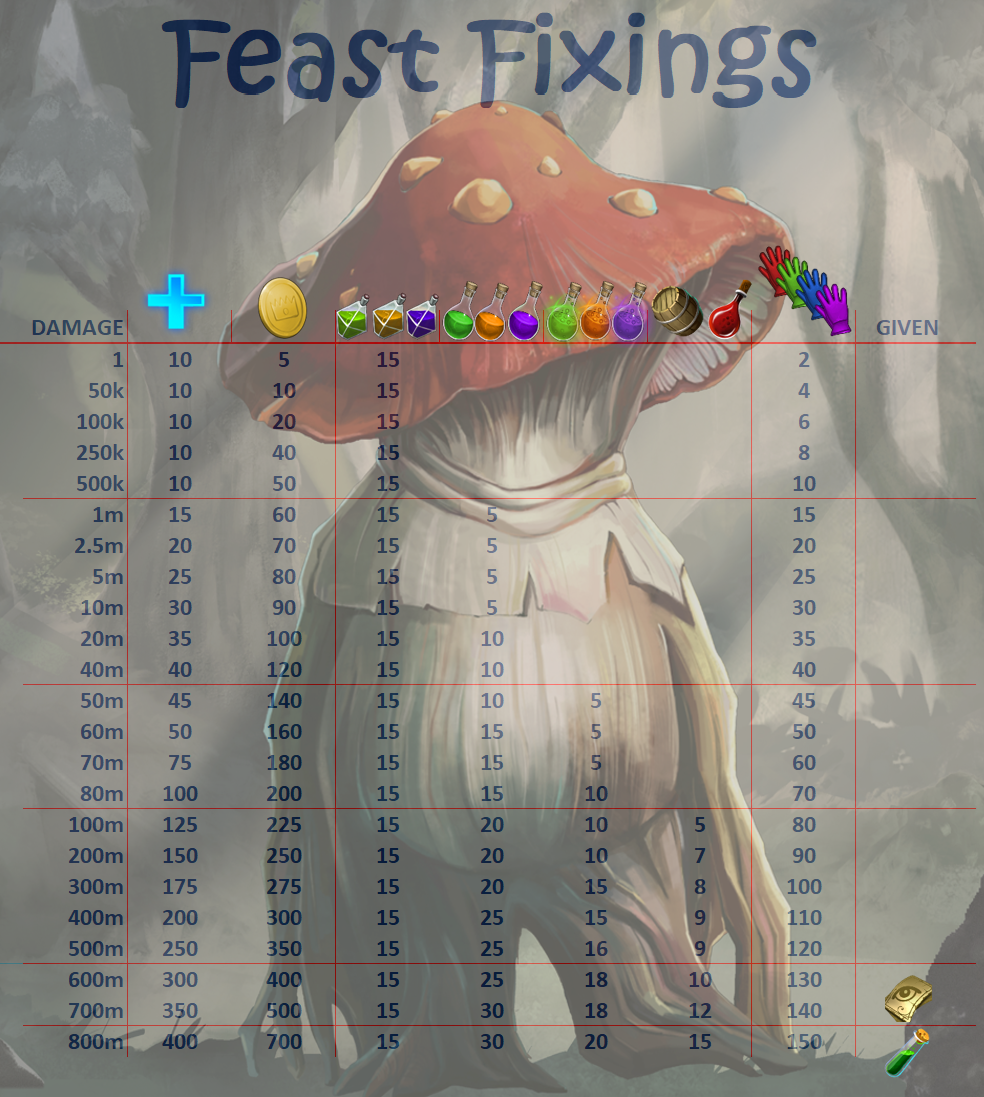 Feast Fixings
DAMAGE GIVEN
1 10 5 15 2
50k 10 10 15 4
100k 10 20 15 6
250k 10 40 15 8
500k 10 50 15 10
1m 15 60 15 5 15
2.5m 20 70 15 5 20
5m 25 80 15 5 25
10m 30 90 15 5 30
20m 35 100 15 10 35
40m 40 120 15 10 40
50m 45 140 15 10 5 45
60m 50 160 15 15 5 50
70m 75 180 15 15 5 60
80m 100 200 15 15 10 70
100m 125 225 15 20 10 5 80
200m 150 250 15 20 10 7 90
300m 175 275 15 20 15 8 100
400m 200 300 15 25 15 9 110
500m 250 350 15 25 16 9 120
600m 300 400 15 25 18 10 130
700m 350 500 15 30 18 12 140
800m 400 700 15 30 20 15 150